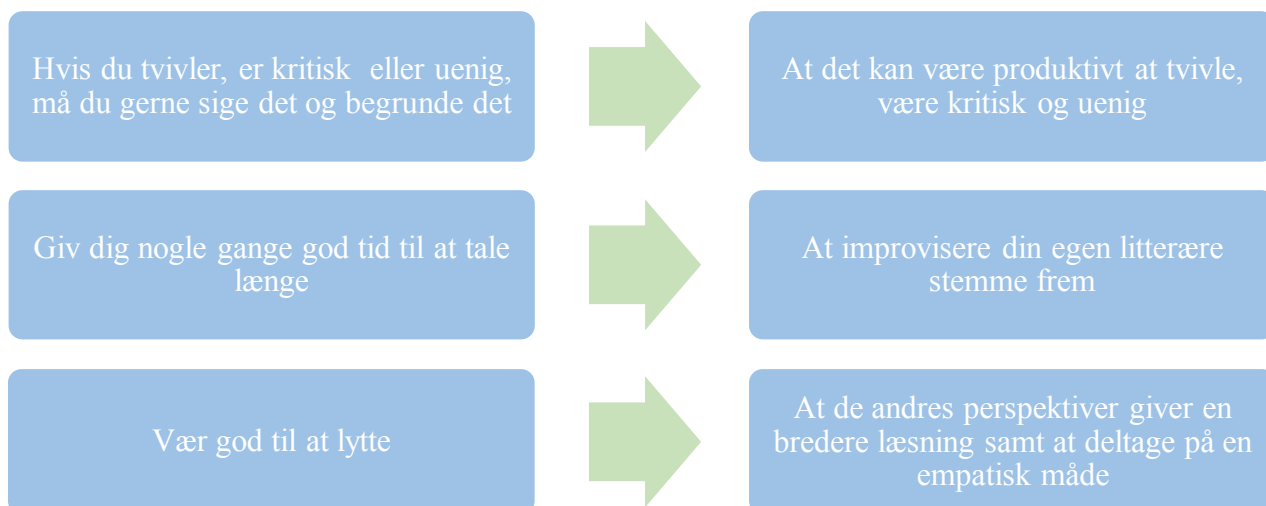 Hvis du tvivler, er kritisk eller uenig,
må du gerne sige det og begrunde det
At det kan være produktivt at tvivle,
være kritisk og uenig
Giv dig nogle gange god tid til at tale
længe
At improvisere din egen litterære
stemme frem
Vær god til at lytte
At de andres perspektiver giver en
bredere læsning samt at deltage på en
empatisk måde